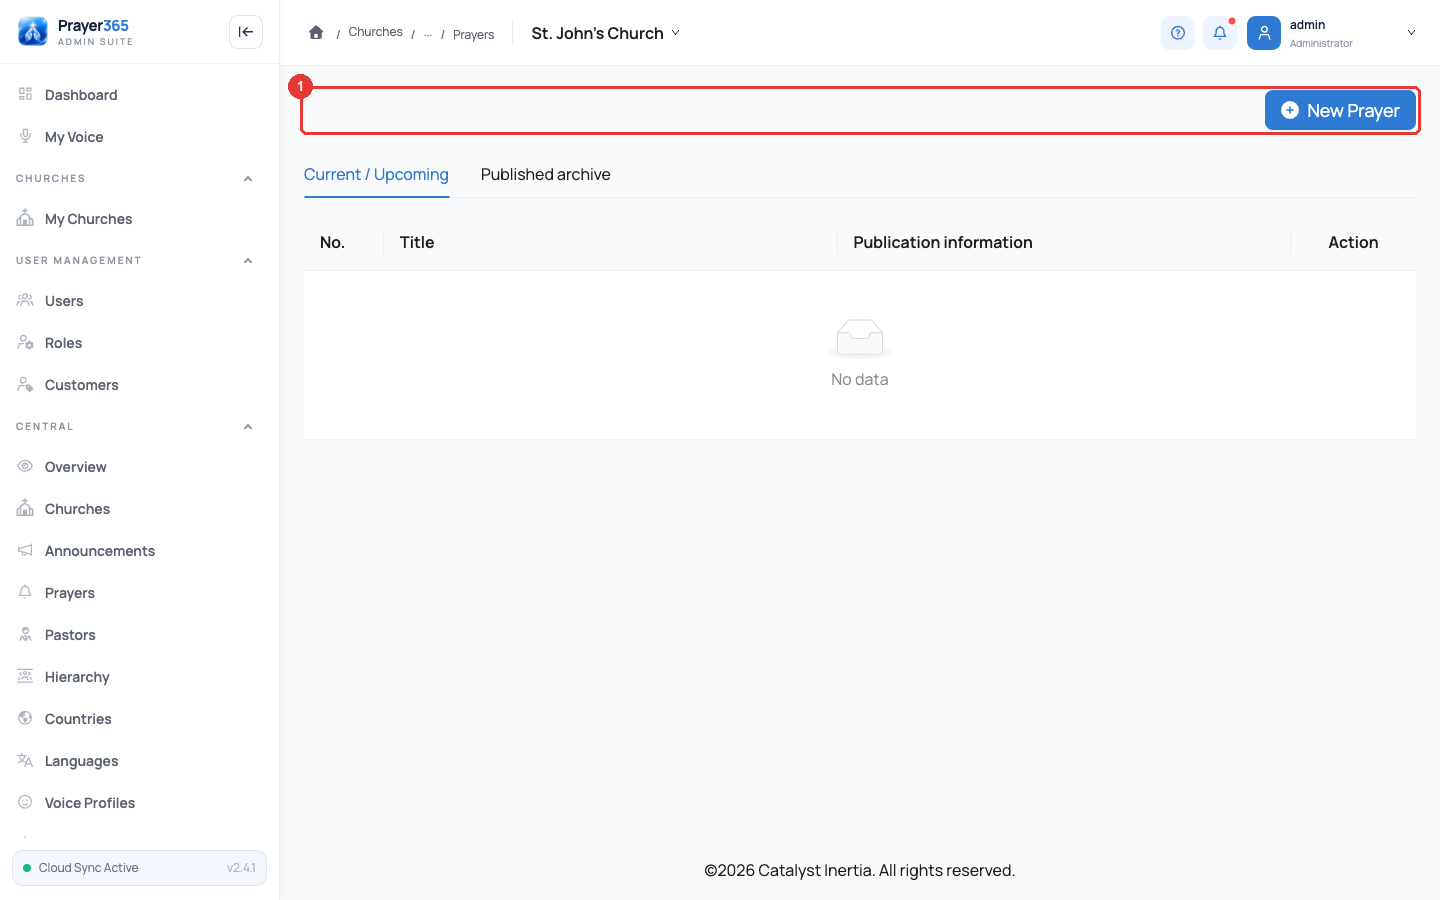 Prayer365
ADMIN SUITE
Dashboard
My Voice
CHURCHES
My Churches
USER MANAGEMENT
Users
Roles
Customers
CENTRAL
Overview
Churches
Announcements
Prayers
Pastors
Hierarchy
Countries
Languages
Voice Profiles
Cloud Sync Active v2.4.1
/ Churches / ... / Prayers
St. John's Church
admin
Administrator
1
New Prayer
Current / Upcoming Published archive
No. Title Publication information Action
No data
©2026 Catalyst Inertia. All rights reserved.